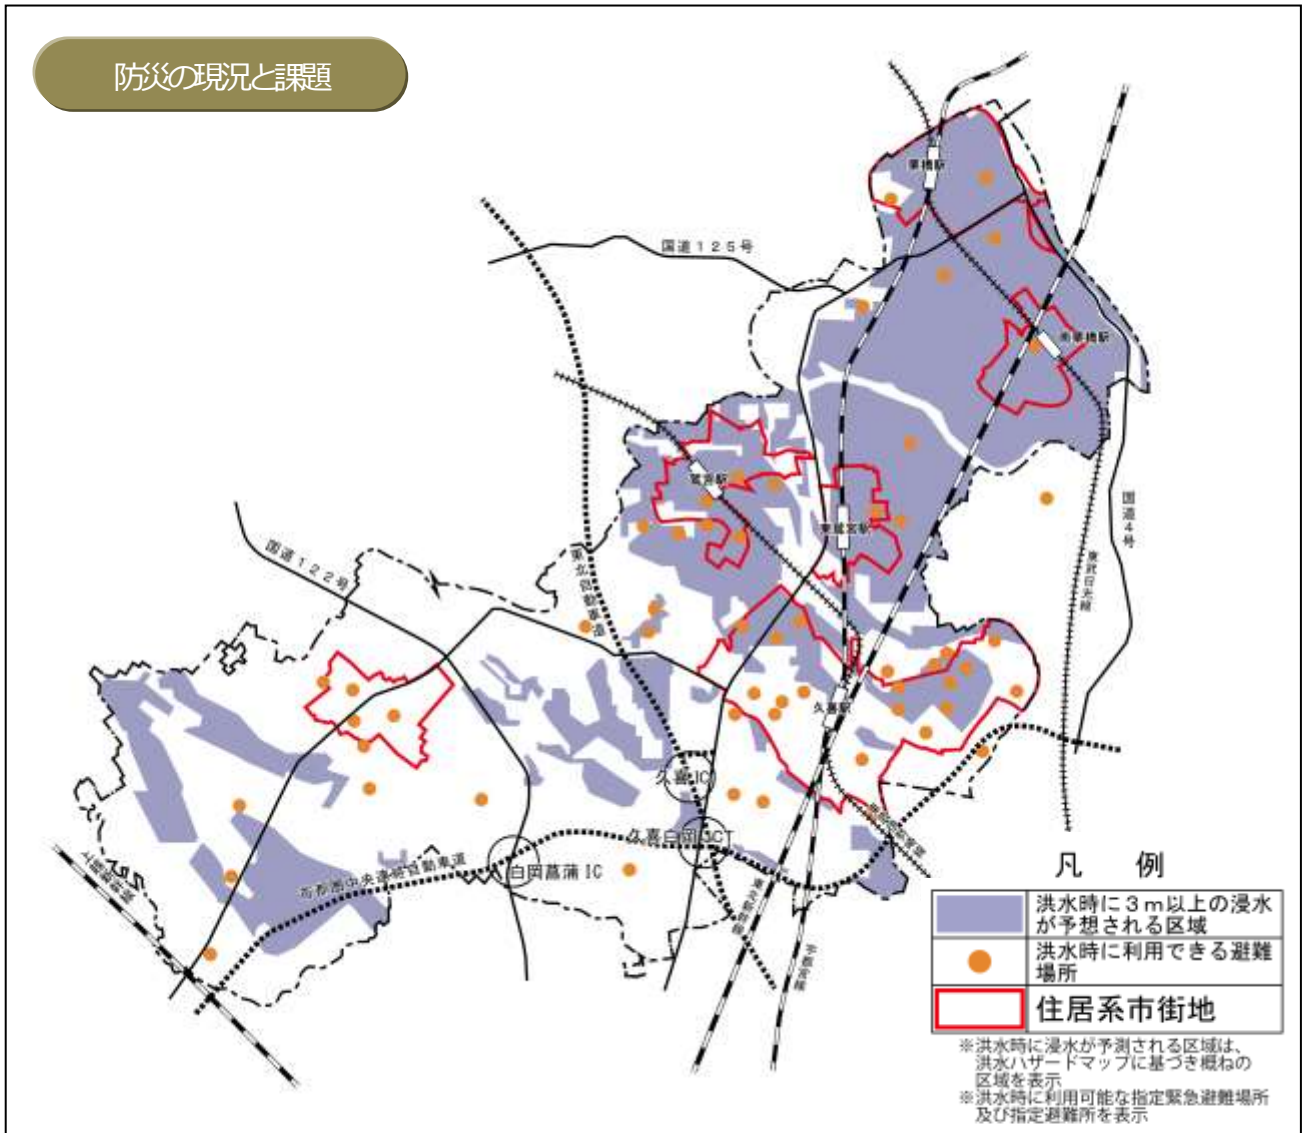 防災の現況と課題
栗橋駅
国道125号
南栗橋駅
鷲宮駅
東鷲宮駅
国道4号
東武日光線
国道122号
東北自動車道
久喜駅
久喜IC
久喜白岡JCT
白岡菖蒲IC
首都圏中央連絡自動車道
上越新幹線
東北新幹線
宇都宮線
凡 例
洪水時に3m以上の浸水
が予想される区域
洪水時に利用できる避難
場所
住居系市街地
※洪水時に浸水が予測される区域は、
洪水ハザードマップに基づき概ねの
区域を表示
※洪水時に利用可能な指定緊急避難場所
及び指定避難所を表示